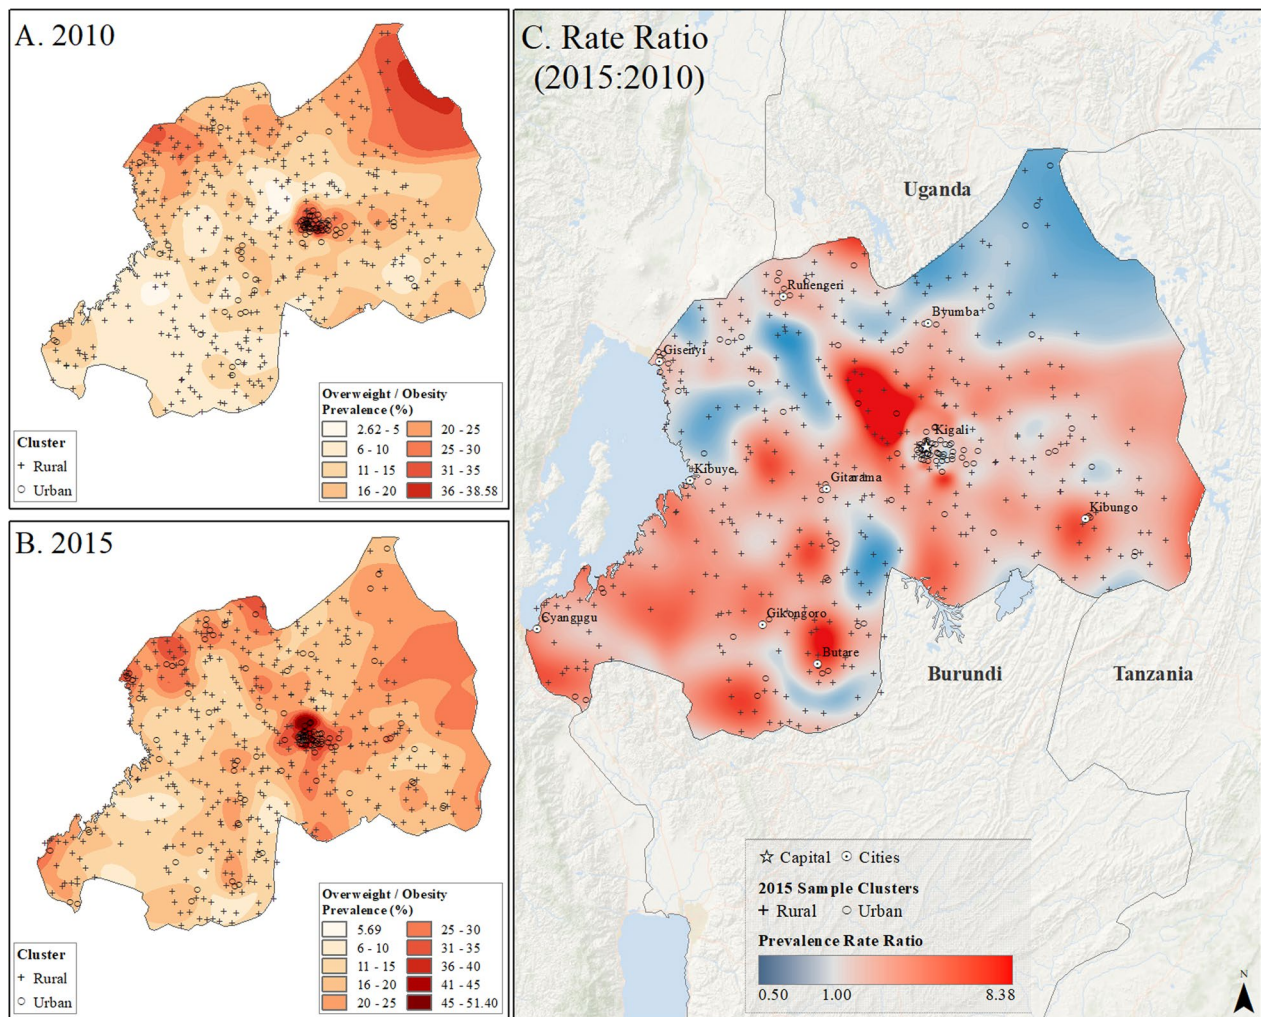 A. 2010
Overweight / Obesity
Prevalence (%)
2.62 - 5
20 - 25
6 - 10
25 - 30
11 - 15
31 - 35
16 - 20
36 - 38.58
Cluster
+ Rural
○ Urban
B. 2015
Overweight / Obesity
Prevalence (%)
5.69
25 - 30
6 - 10
31 - 35
11 - 15
36 - 40
16 - 20
41 - 45
20 - 25
45 - 51.40
Cluster
+ Rural
○ Urban
C. Rate Ratio
(2015:2010)
Uganda
Ruhengeri
Byumba
Gisenyi
Kigali
Kibuye
Gitarama
Kibungo
Cyangugu
Gikongoro
Butare
Burundi
Tanzania
☆ Capital ⊙ Cities
2015 Sample Clusters
+ Rural ○ Urban
Prevalence Rate Ratio
0.50 1.00 8.38
N